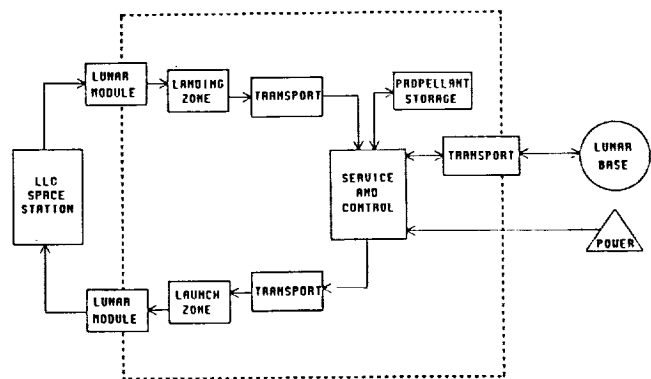 LUNAR
MODULE
LANDING
ZONE
TRANSPORT
PROPELLANT
STORAGE
TRANSPORT
LUNAR
BASE
LLO
SPACE
STATION
SERVICE
AND
CONTROL
POWER
LUNAR
MODULE
LAUNCH
ZONE
TRANSPORT